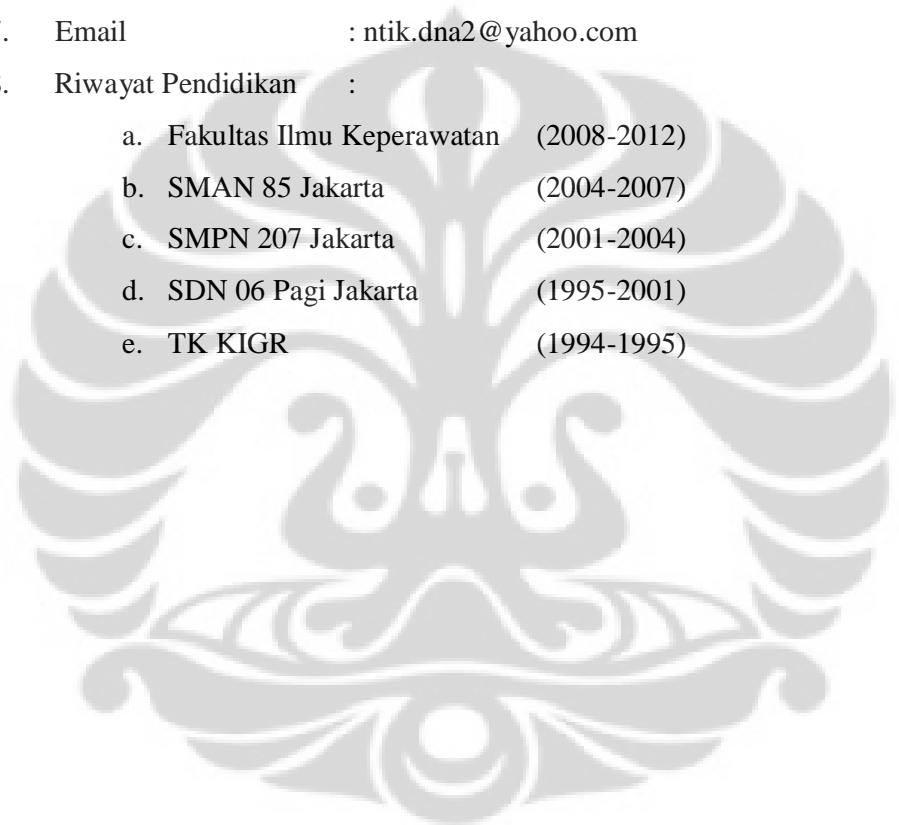 . Email : ntik.dna2@yahoo.com
. Riwayat Pendidikan :
a. Fakultas Ilmu Keperawatan (2008-2012)
b. SMAN 85 Jakarta (2004-2007)
c. SMPN 207 Jakarta (2001-2004)
d. SDN 06 Pagi Jakarta (1995-2001)
e. TK KIGR (1994-1995)